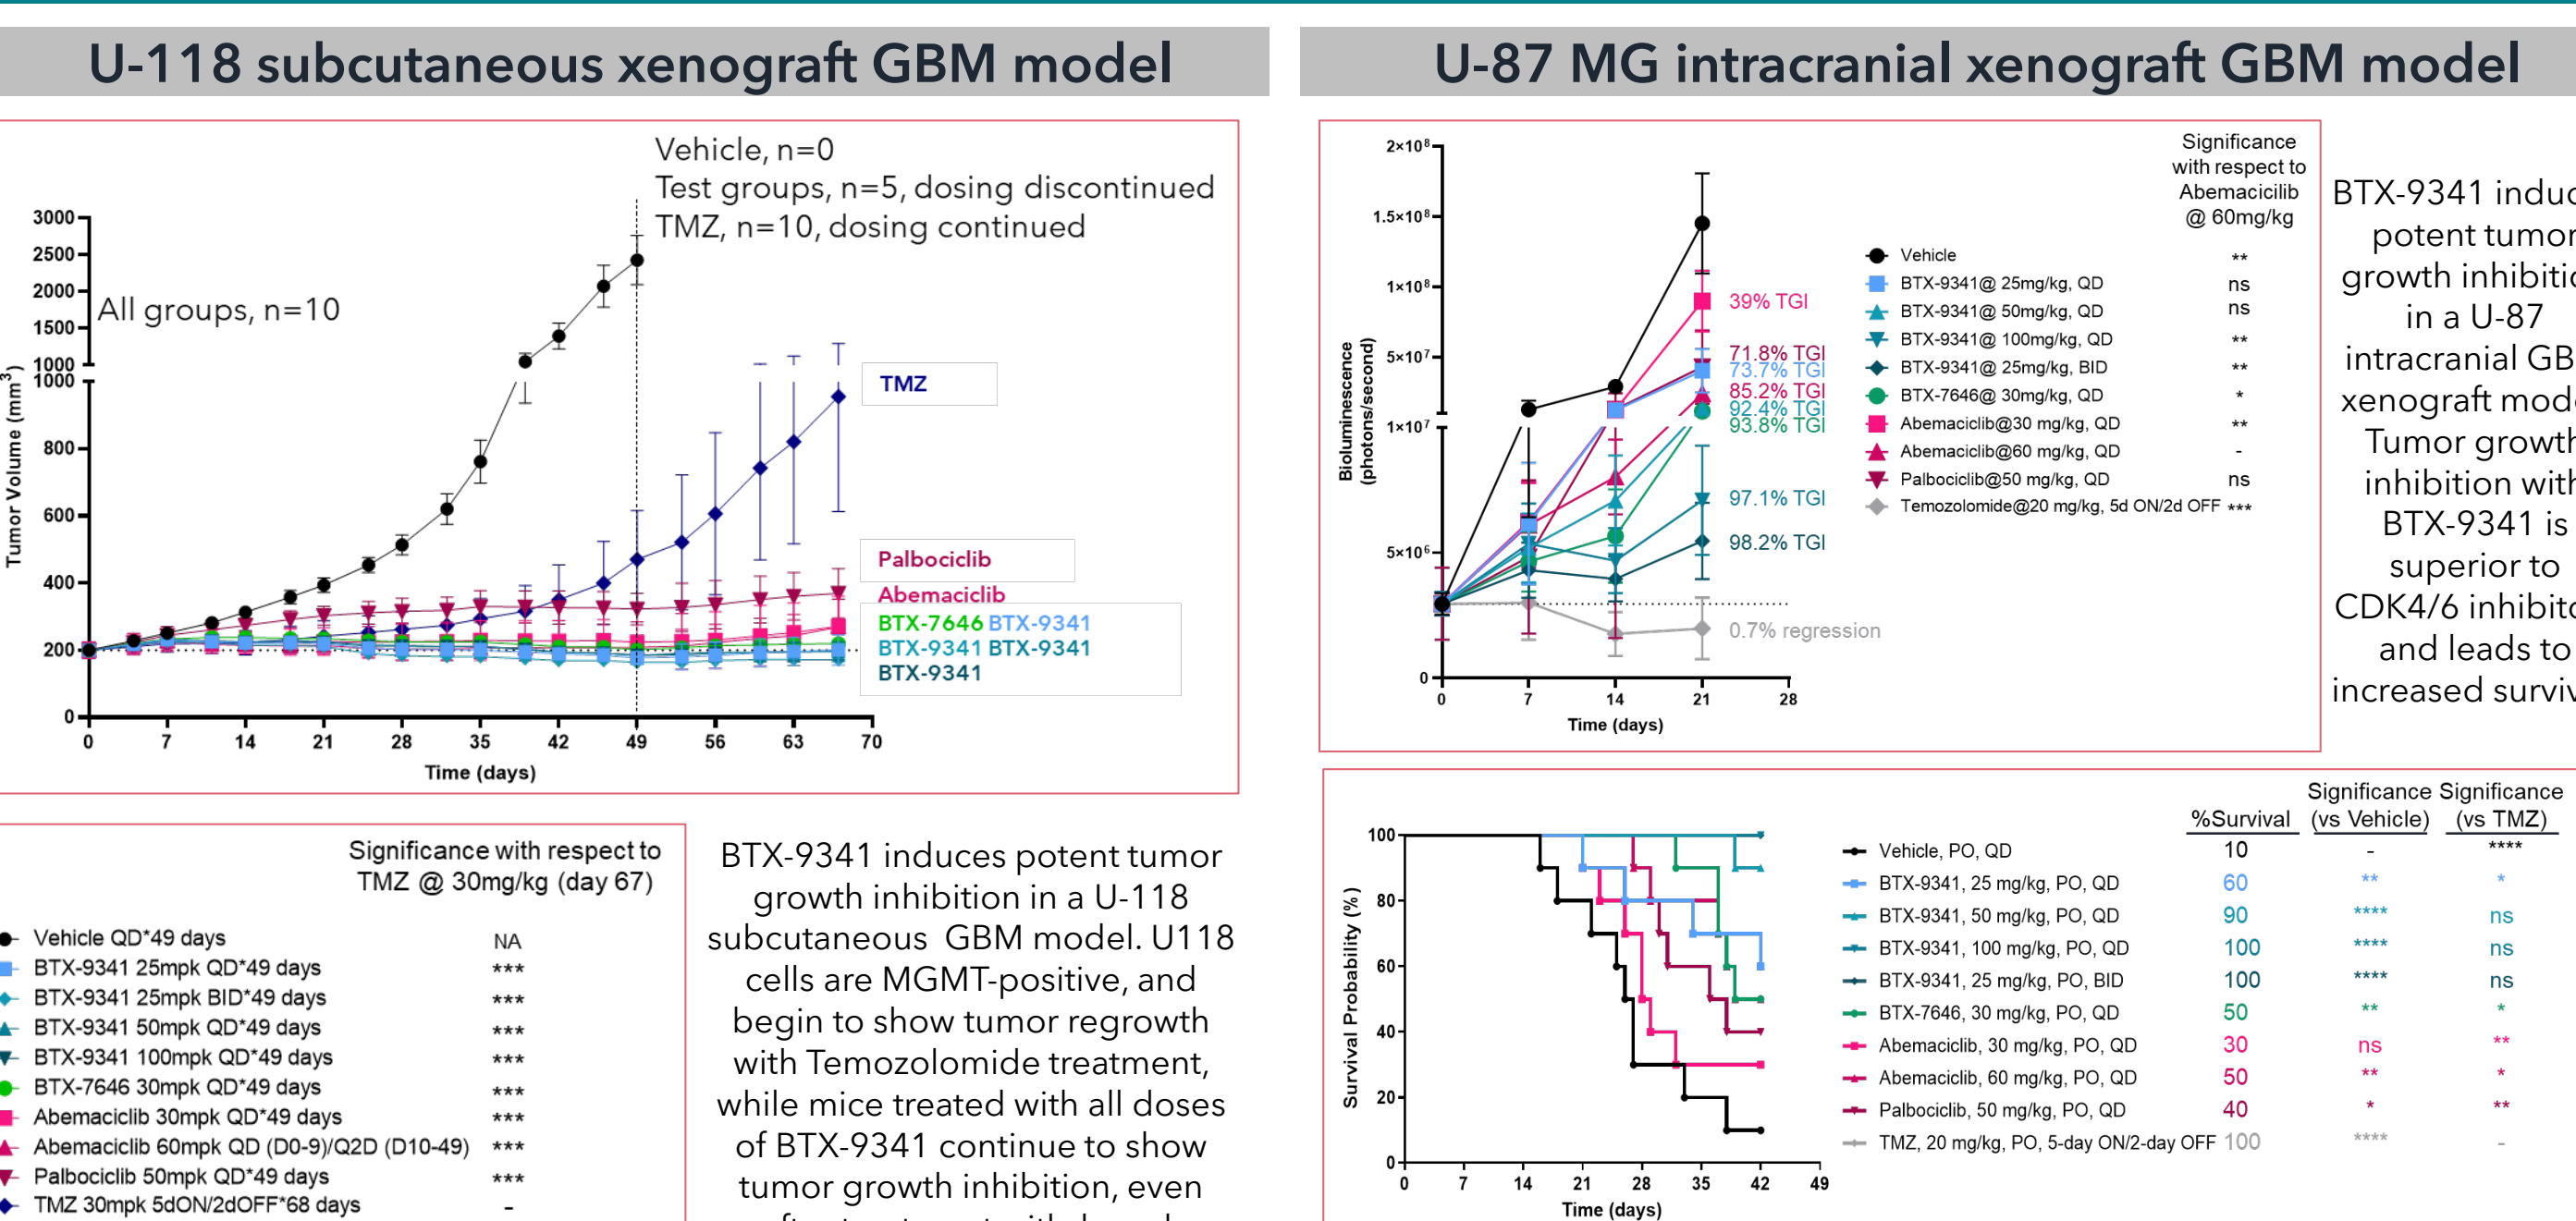 U-118 subcutaneous xenograft GBM model
Vehicle, n=0
Test groups, n=5, dosing discontinued
TMZ, n=10, dosing continued
All groups, n=10
3000
2500
2000
1500
1000
1000
800
600
400
200
0
Tumor Volume (mm³)
TMZ
Palbociclib
Abemaciclib
BTX-7646 BTX-9341
BTX-9341 BTX-9341
BTX-9341
0 7 14 21 28 35 42 49 56 63 70
Time (days)
Significance with respect to
TMZ @ 30mg/kg (day 67)
Vehicle QD*49 days NA
BTX-9341 25mpk QD*49 days ***
BTX-9341 25mpk BID*49 days ***
BTX-9341 50mpk QD*49 days ***
BTX-9341 100mpk QD*49 days ***
BTX-7646 30mpk QD*49 days ***
Abemaciclib 30mpk QD*49 days ***
Abemaciclib 60mpk QD (D0-9)/Q2D (D10-49) ***
Palbociclib 50mpk QD*49 days ***
TMZ 30mpk 5dON/2dOFF*68 days -
BTX-9341 induces potent tumor
growth inhibition in a U-118
subcutaneous GBM model. U118
cells are MGMT-positive, and
begin to show tumor regrowth
with Temozolomide treatment,
while mice treated with all doses
of BTX-9341 continue to show
tumor growth inhibition, even
U-87 MG intracranial xenograft GBM model
2×10⁸
1.5×10⁸
1×10⁸
5×10⁷
1×10⁷
5×10⁶
0
Bioluminescence
(photons/second)
39% TGI
71.8% TGI
73.7% TGI
85.2% TGI
92.4% TGI
93.8% TGI
97.1% TGI
98.2% TGI
0.7% regression
0 7 14 21 28
Time (days)
Significance
with respect to
Abemacicilib
@ 60mg/kg
Vehicle **
BTX-9341@ 25mg/kg, QD ns
BTX-9341@ 50mg/kg, QD ns
BTX-9341@ 100mg/kg, QD **
BTX-9341@ 25mg/kg, BID **
BTX-7646@ 30mg/kg, QD *
Abemaciclib@30 mg/kg, QD **
Abemaciclib@60 mg/kg, QD -
Palbociclib@50 mg/kg, QD ns
Temozolomide@20 mg/kg, 5d ON/2d OFF ***
BTX-9341 induc
potent tumor
growth inhibitio
in a U-87
intracranial GB
xenograft mode
Tumor growth
inhibition with
BTX-9341 is
superior to
CDK4/6 inhibito
and leads to
increased surviv
100
80
60
40
20
0
Survival Probability (%)
0 7 14 21 28 35 42 49
Time (days)
%Survival Significance (vs Vehicle) Significance (vs TMZ)
Vehicle, PO, QD 10 - ****
BTX-9341, 25 mg/kg, PO, QD 60 ** *
BTX-9341, 50 mg/kg, PO, QD 90 **** ns
BTX-9341, 100 mg/kg, PO, QD 100 **** ns
BTX-9341, 25 mg/kg, PO, BID 100 **** ns
BTX-7646, 30 mg/kg, PO, QD 50 ** *
Abemaciclib, 30 mg/kg, PO, QD 30 ns **
Abemaciclib, 60 mg/kg, PO, QD 50 ** *
Palbociclib, 50 mg/kg, PO, QD 40 * **
TMZ, 20 mg/kg, PO, 5-day ON/2-day OFF 100 **** -